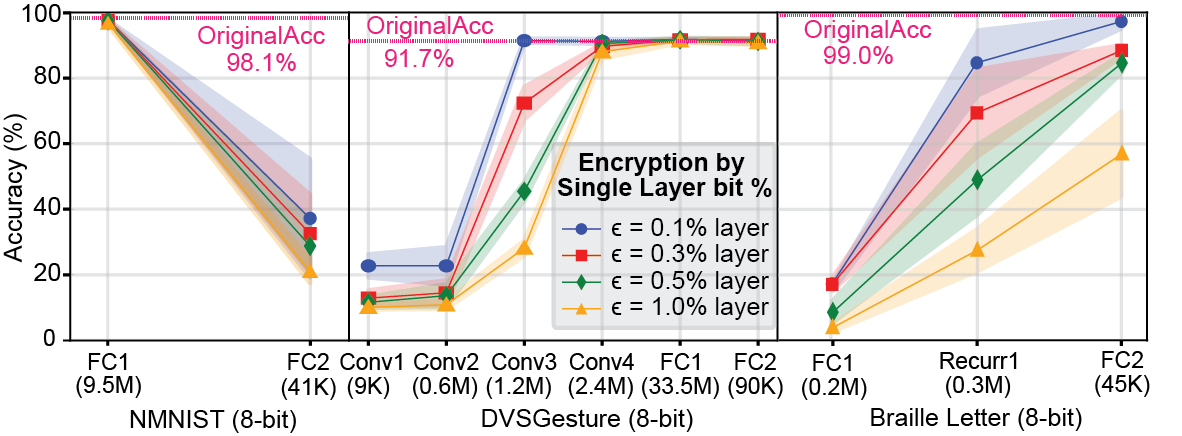 Accuracy (%)
100
80
60
40
20
0
OriginalAcc
98.1%
OriginalAcc
91.7%
OriginalAcc
99.0%
Encryption by
Single Layer bit %
ϵ = 0.1% layer
ϵ = 0.3% layer
ϵ = 0.5% layer
ϵ = 1.0% layer
FC1
(9.5M)
FC2
(41K)
NMNIST (8-bit)
Conv1
(9K)
Conv2
(0.6M)
Conv3
(1.2M)
Conv4
(2.4M)
FC1
(33.5M)
FC2
(90K)
DVSGesture (8-bit)
FC1
(0.2M)
Recurr1
(0.3M)
FC2
(45K)
Braille Letter (8-bit)